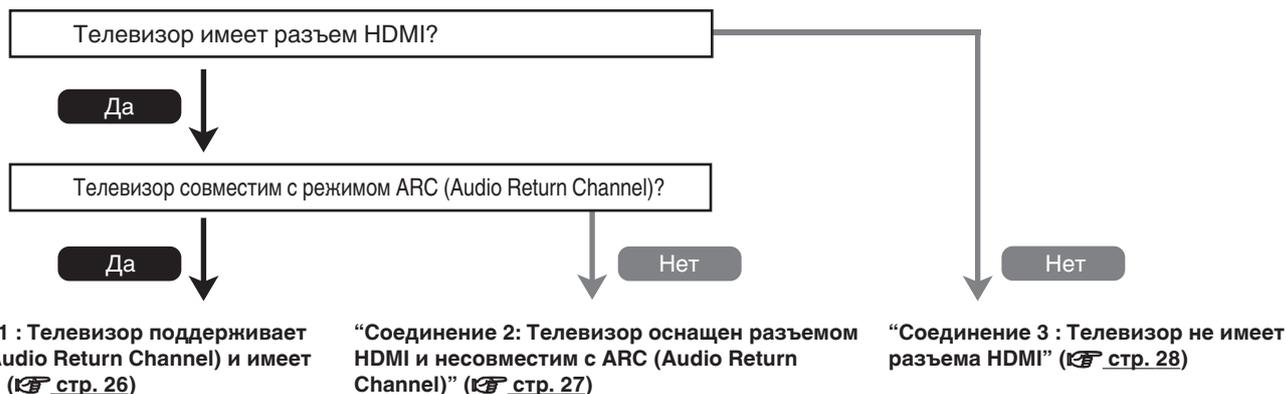 Телевизор имеет разъем HDMI?
Да
Телевизор совместим с режимом ARC (Audio Return Channel)?
Да
Нет
Нет
1 : Телевизор поддерживает
Audio Return Channel) и имеет
(☞ стр. 26)
“Соединение 2: Телевизор оснащен разъемом
HDMI и несовместим с ARC (Audio Return
Channel)” (☞ стр. 27)
“Соединение 3 : Телевизор не имеет
разъема HDMI” (☞ стр. 28)